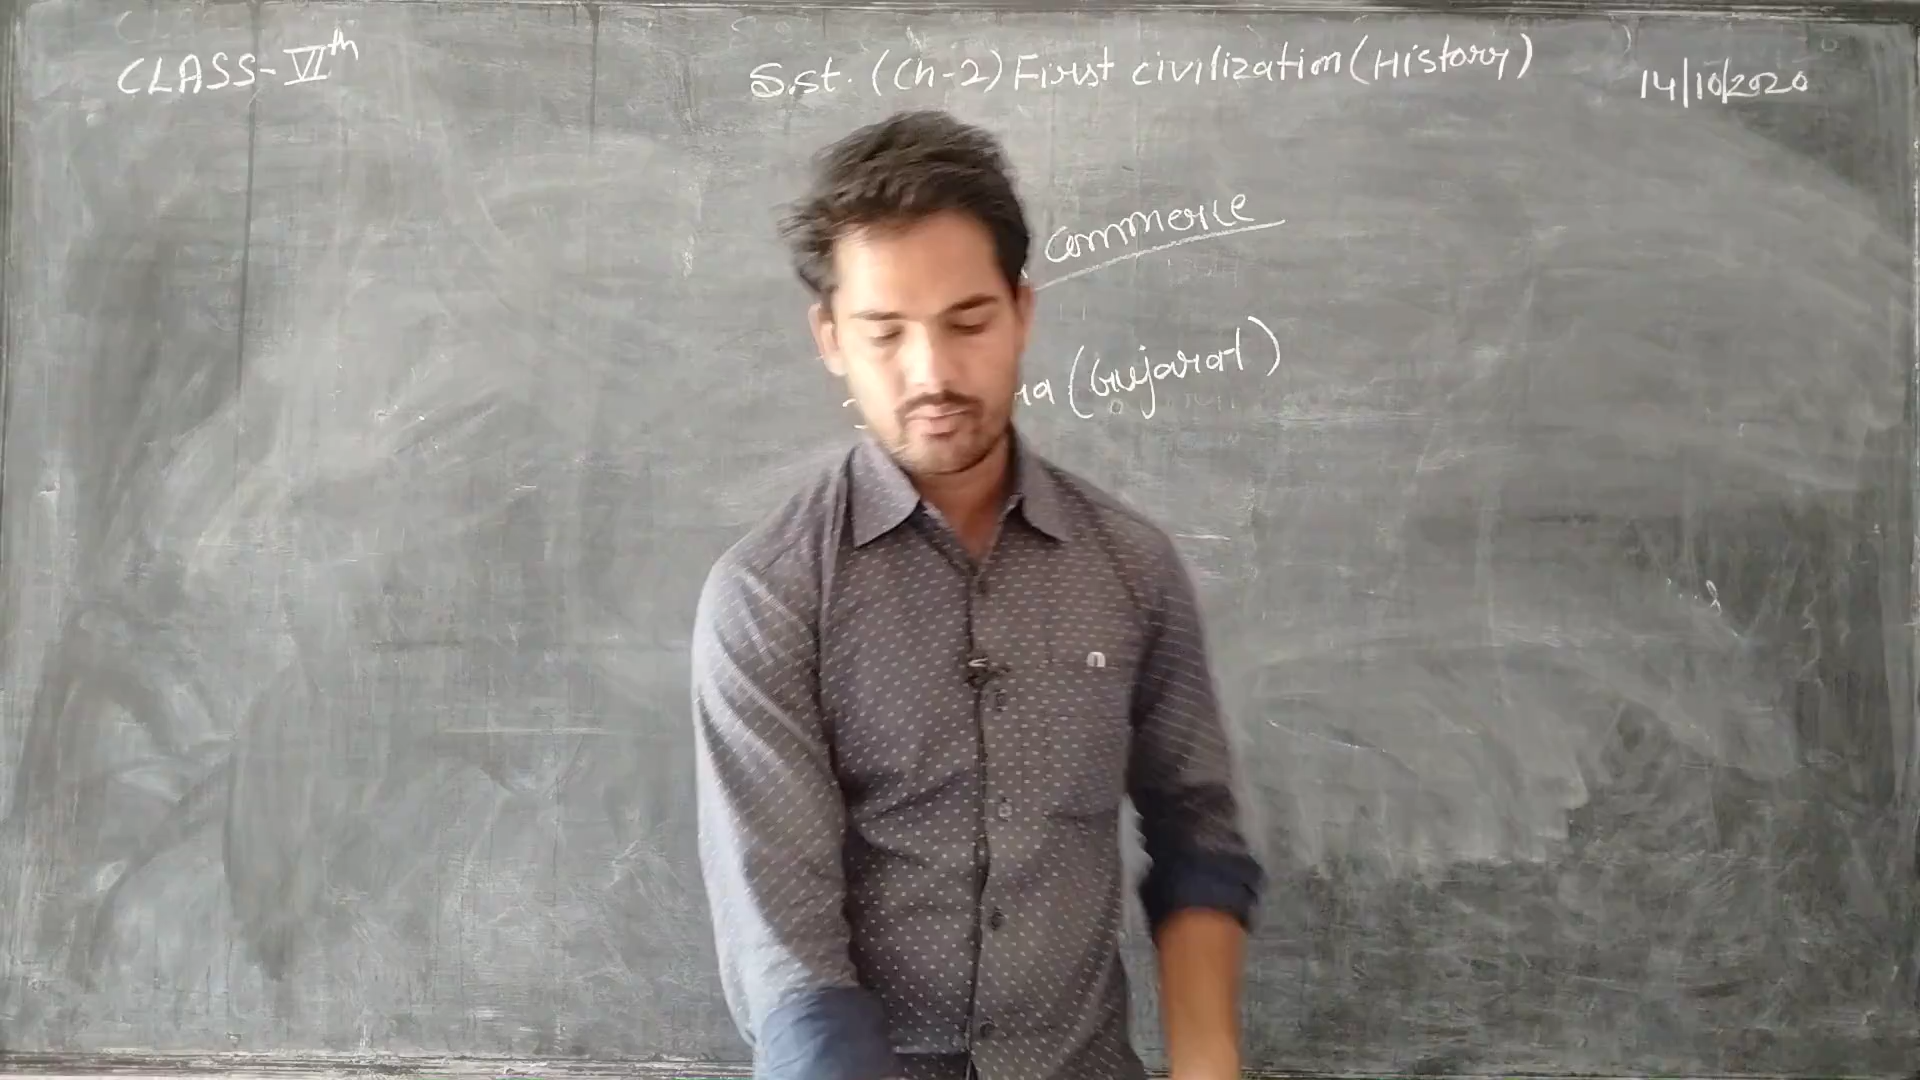 CLASS-VIth
S.st. (Ch-2) First civilization (History)
14/10/2020
commerce
(Gujarat)